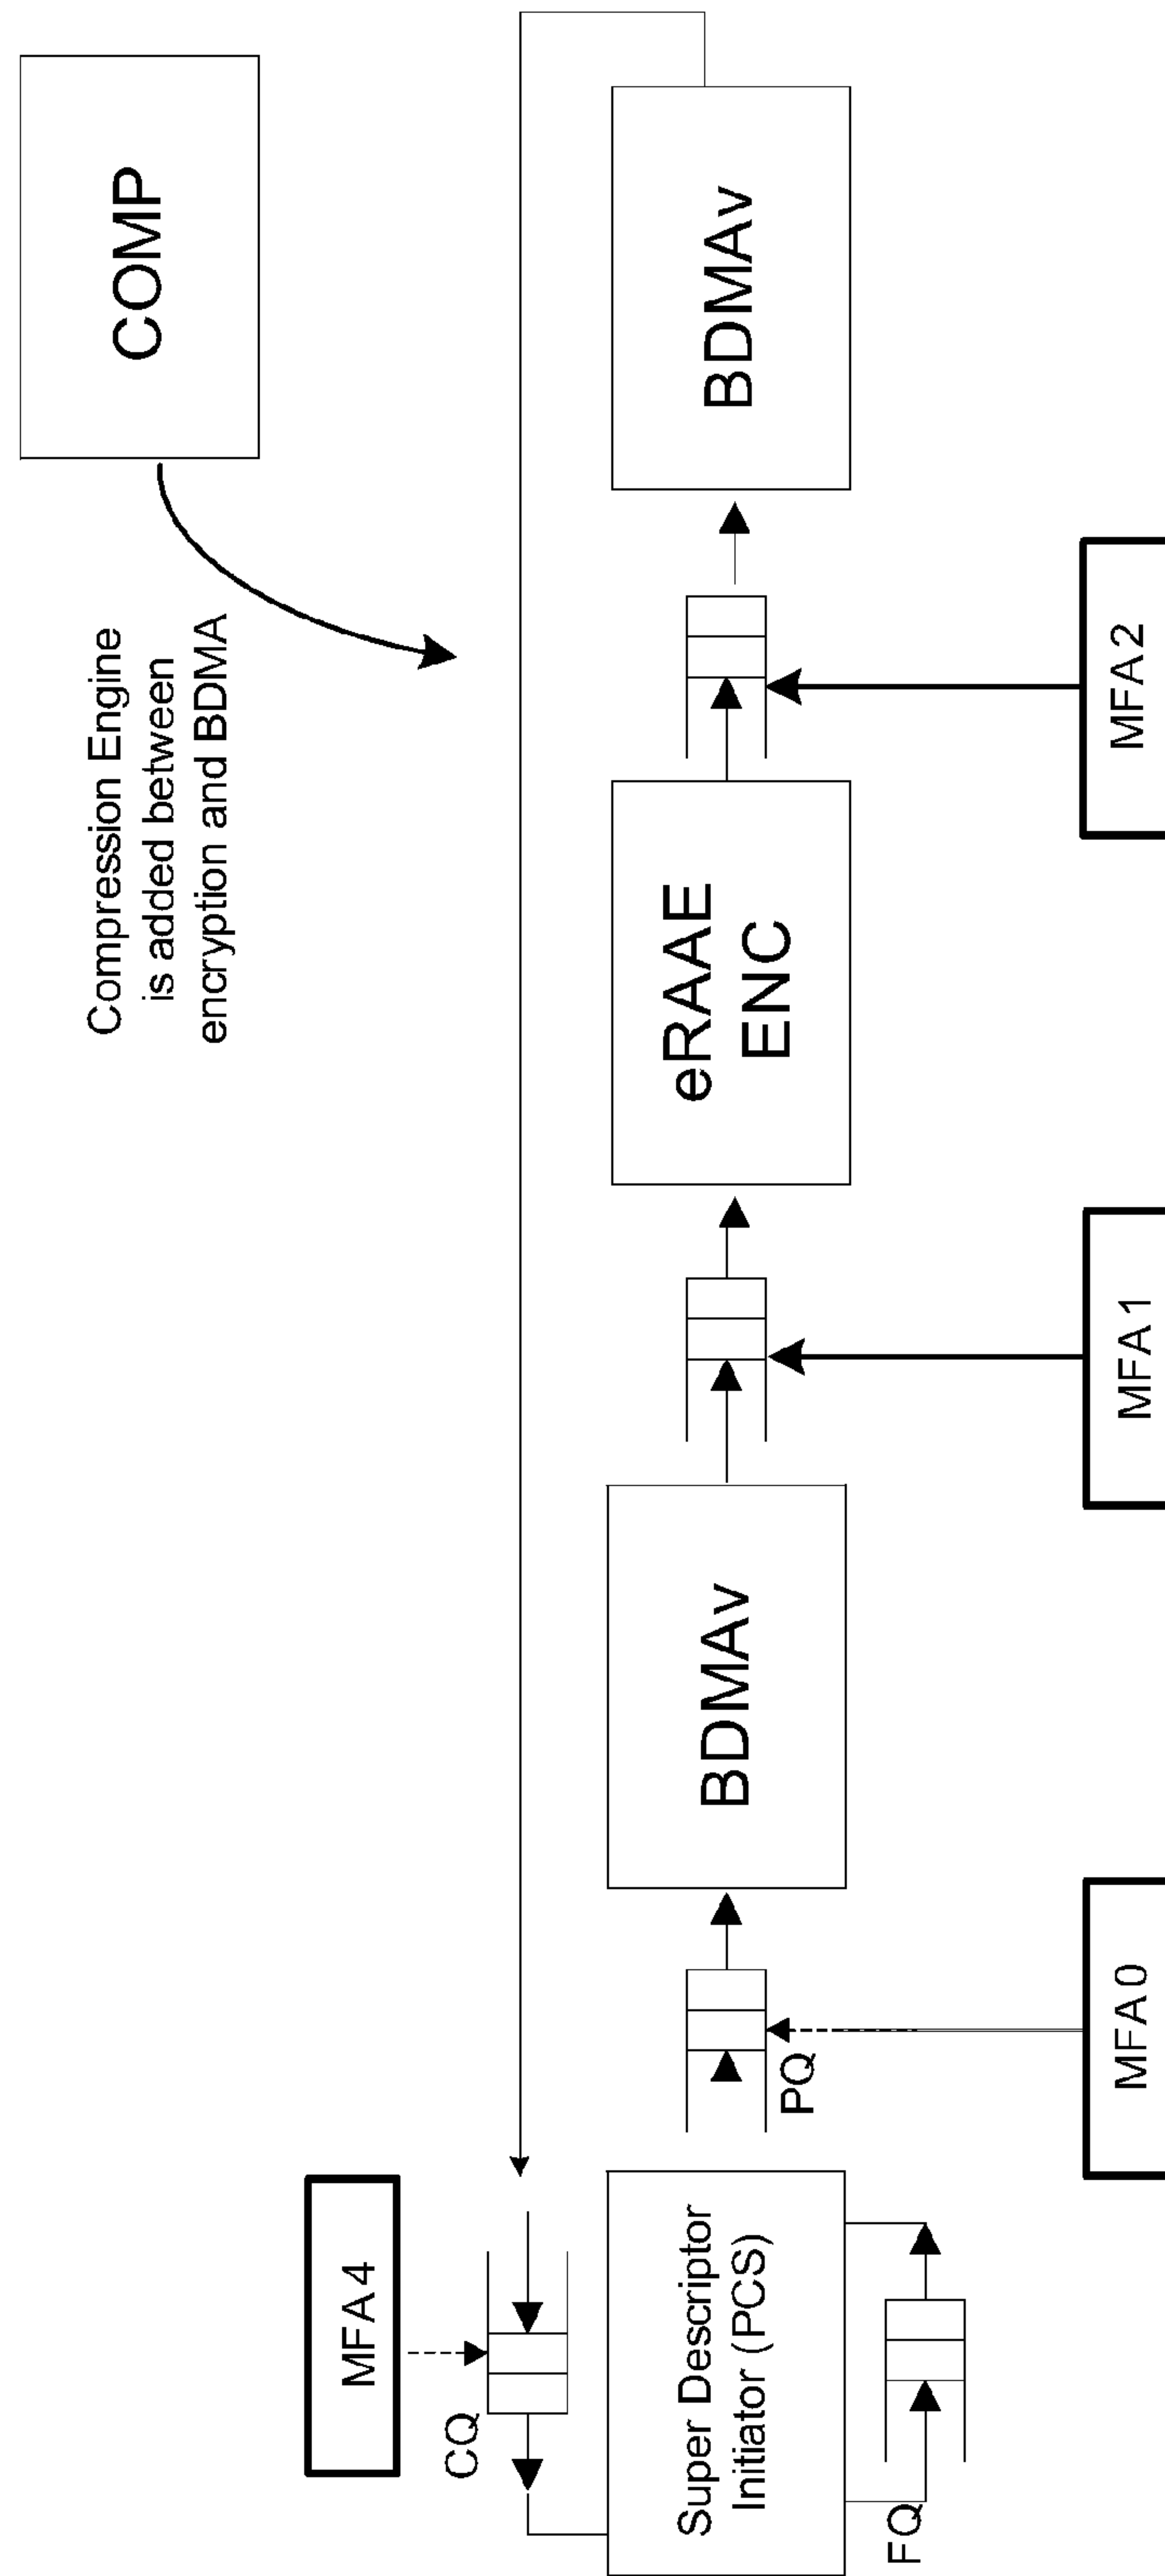 COMP
Compression Engine
is added between
encryption and BDMA
MFA 4
CQ
Super Descriptor
Initiator (PCS)
FQ
PQ
BDMAv
eRAAE
ENC
BDMAv
MFA 0
MFA 1
MFA 2